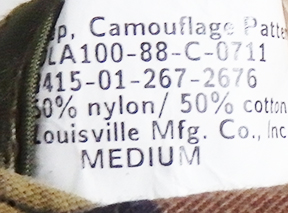 p, Camouflage Patte
LA100-88-C-0711
415-01-267-2676
50% nylon/ 50% cotton
Louisville Mfg. Co., Inc
MEDIUM